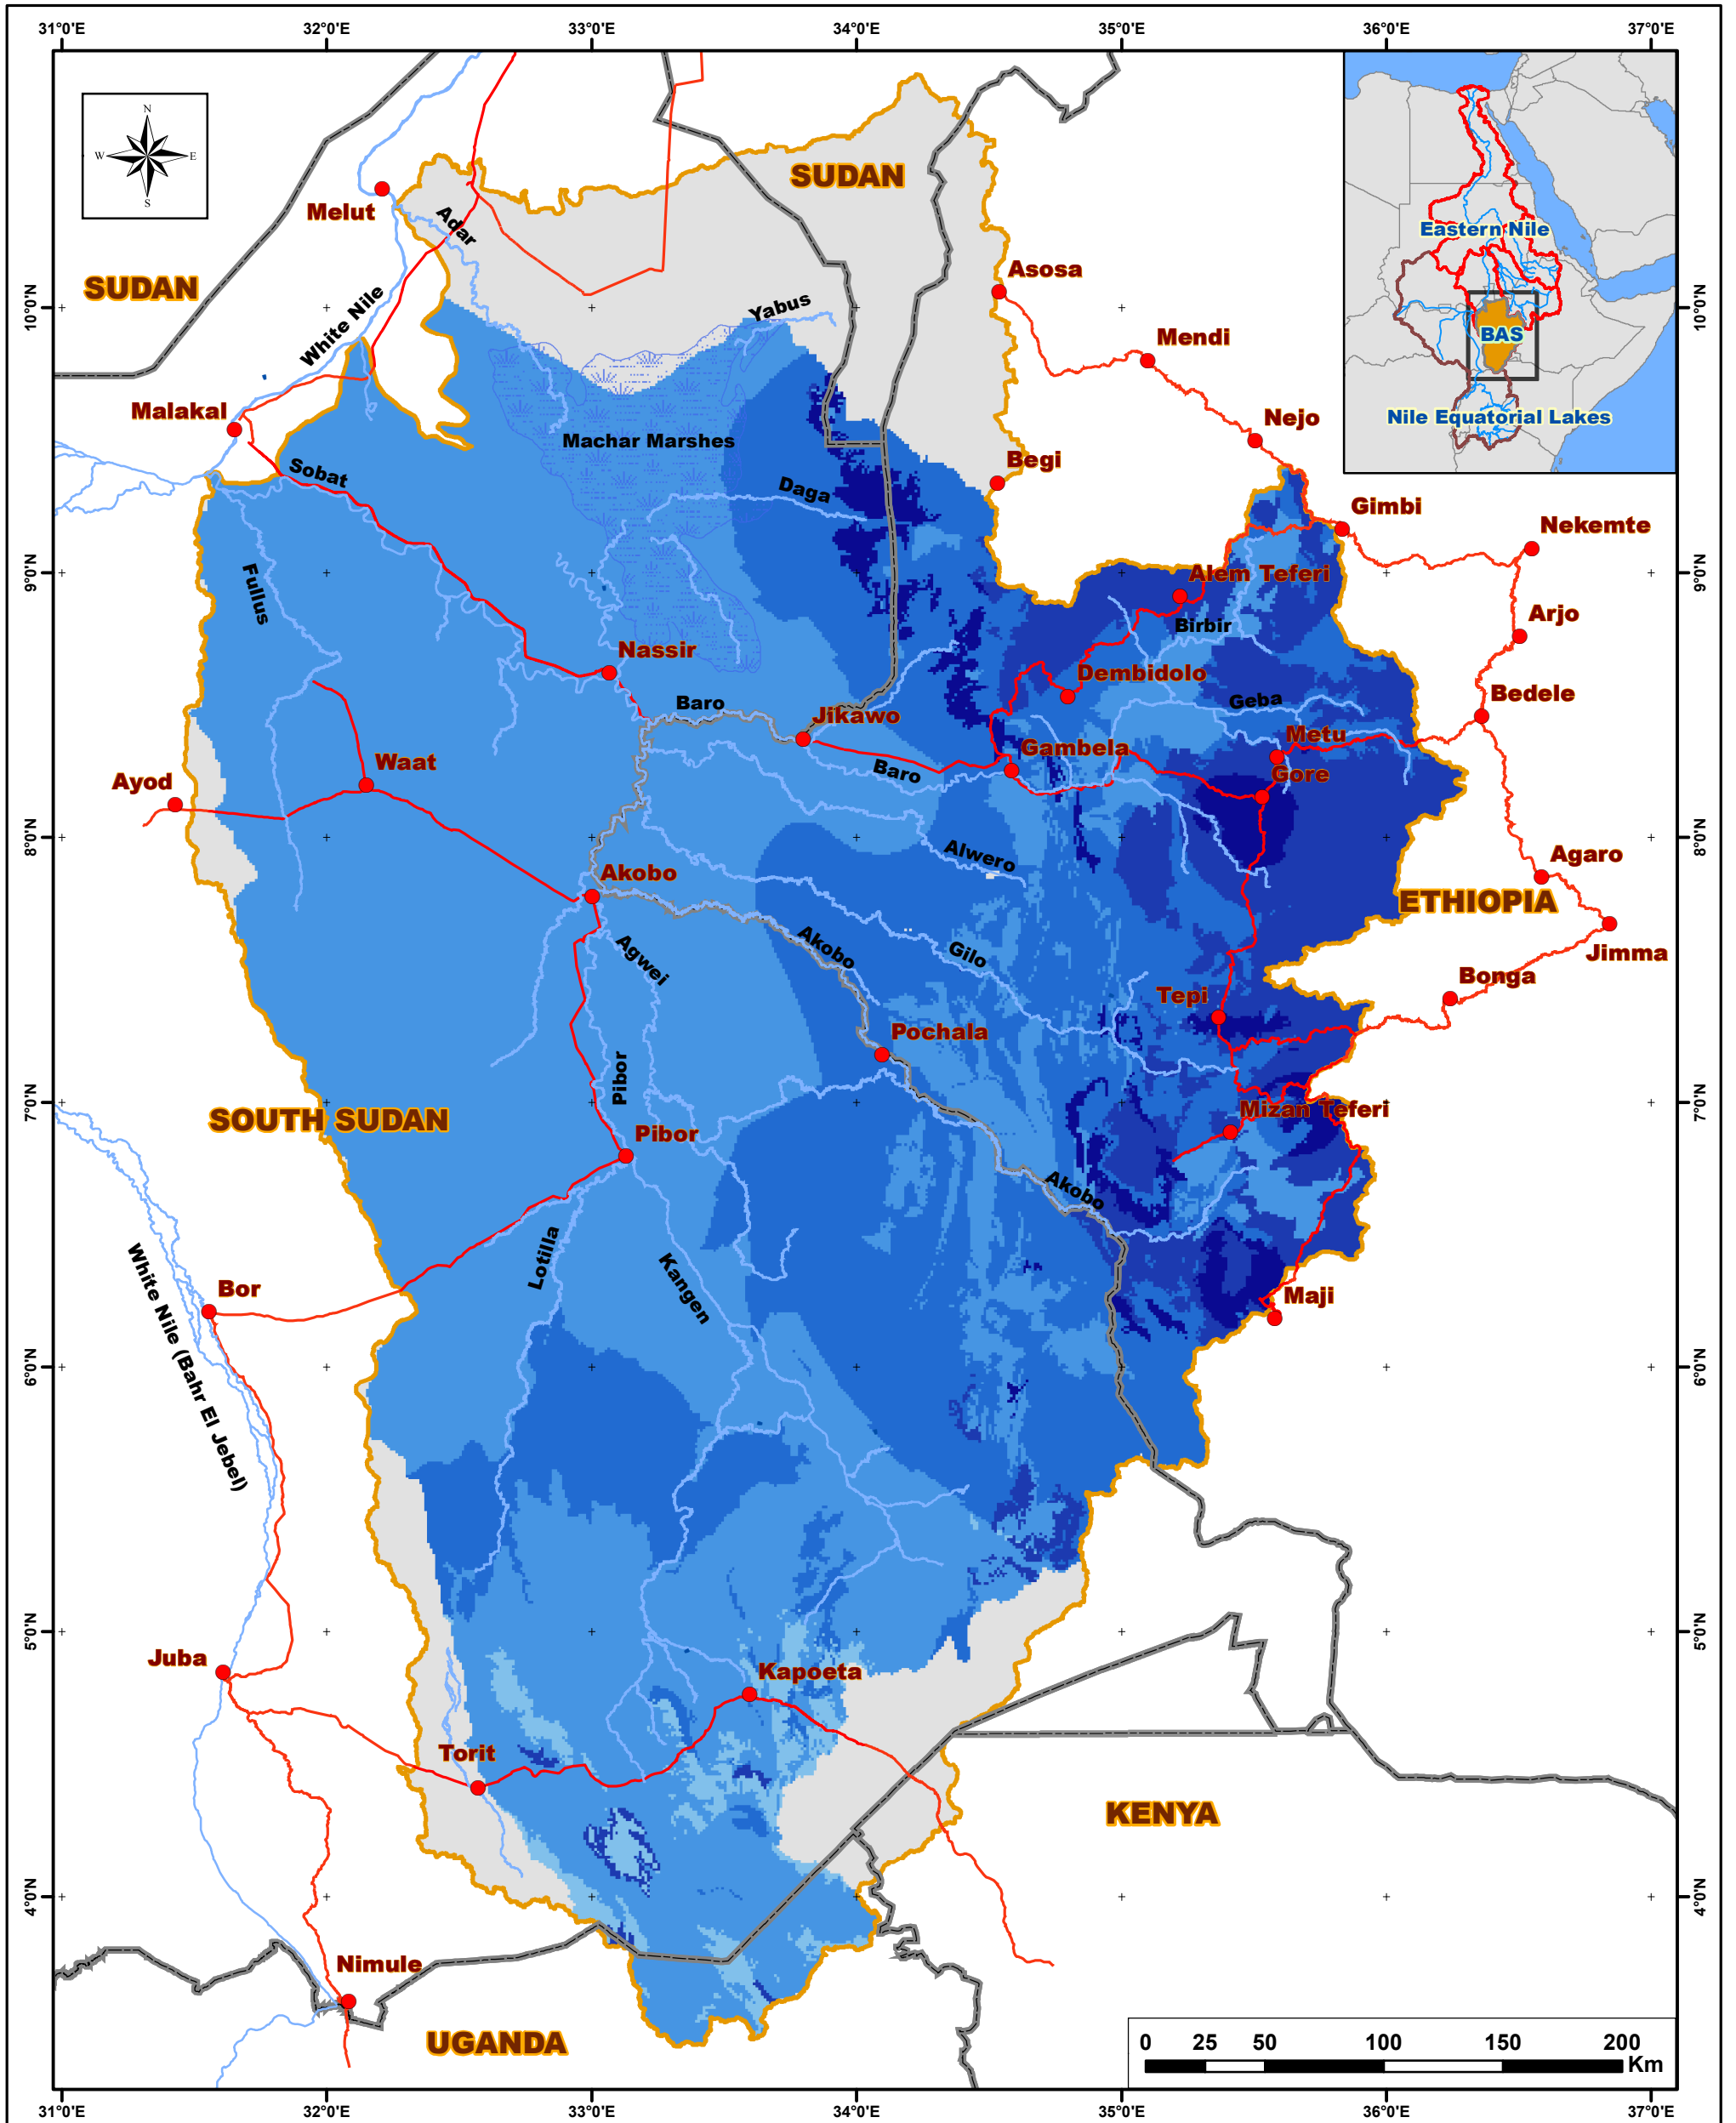 31°0'E
32°0'E
33°0'E
34°0'E
35°0'E
36°0'E
37°0'E
N
W
E
S
Eastern Nile
BAS
Nile Equatorial Lakes
SUDAN
Melut
Adar
Asosa
SUDAN
10°0'N
10°0'N
White Nile
Yabus
Mendi
Malakal
Nejo
Machar Marshes
Begi
Sobat
Daga
Gimbi
Nekemte
9°0'N
9°0'N
Fullus
Alem Teferi
Arjo
Birbir
Nassir
Dembidolo
Bedele
Baro
Geba
Jikawo
Metu
Gambela
Waat
Baro
Gore
Ayod
8°0'N
8°0'N
Alwero
Agaro
Akobo
ETHIOPIA
Akobo
Gilo
Jimma
Agwei
Bonga
Tepi
Pochala
Pibor
7°0'N
7°0'N
SOUTH SUDAN
Mizan Teferi
Pibor
Akobo
Lotilla
Kangen
Bor
Maji
White Nile (Bahr El Jebel)
6°0'N
6°0'N
5°0'N
5°0'N
Juba
Kapoeta
Torit
KENYA
4°0'N
4°0'N
Nimule
UGANDA
0 25 50 100 150 200
Km
31°0'E
32°0'E
33°0'E
34°0'E
35°0'E
36°0'E
37°0'E